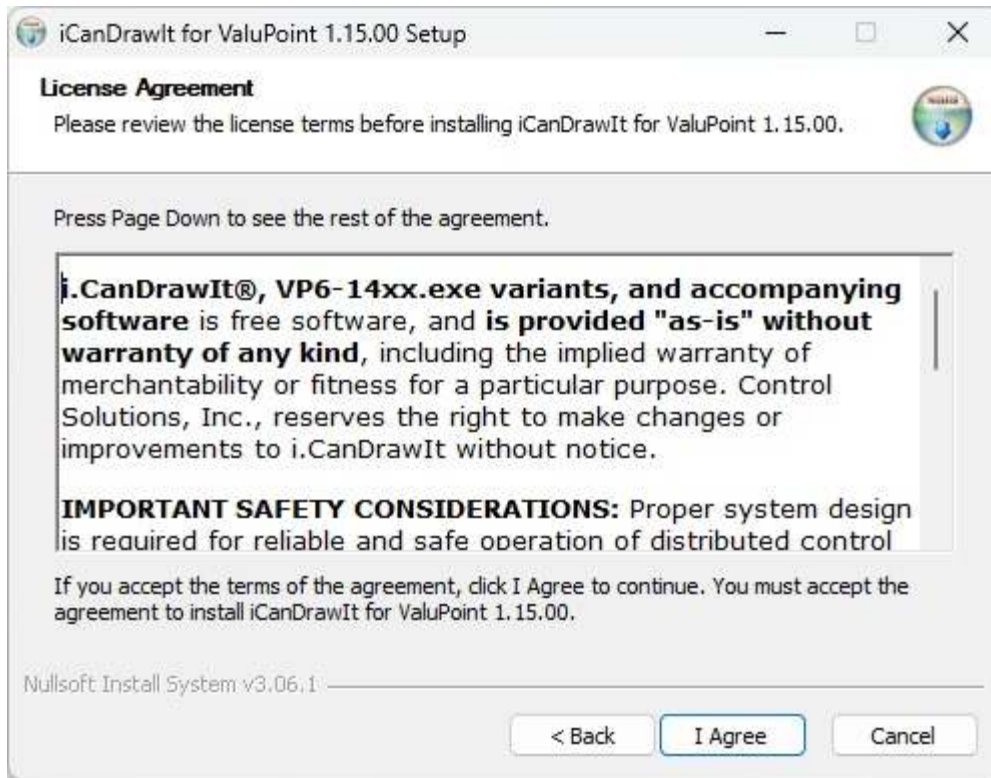 iCanDrawIt for ValuPoint 1.15.00 Setup
License Agreement
Please review the license terms before installing iCanDrawIt for ValuPoint 1.15.00.
Press Page Down to see the rest of the agreement.
i.CanDrawIt®, VP6-14xx.exe variants, and accompanying
software is free software, and is provided "as-is" without
warranty of any kind, including the implied warranty of
merchantability or fitness for a particular purpose. Control
Solutions, Inc., reserves the right to make changes or
improvements to i.CanDrawIt without notice.
IMPORTANT SAFETY CONSIDERATIONS: Proper system design
is required for reliable and safe operation of distributed control
If you accept the terms of the agreement, click I Agree to continue. You must accept the
agreement to install iCanDrawIt for ValuPoint 1.15.00.
Nullsoft Install System v3.06.1
< Back
I Agree
Cancel